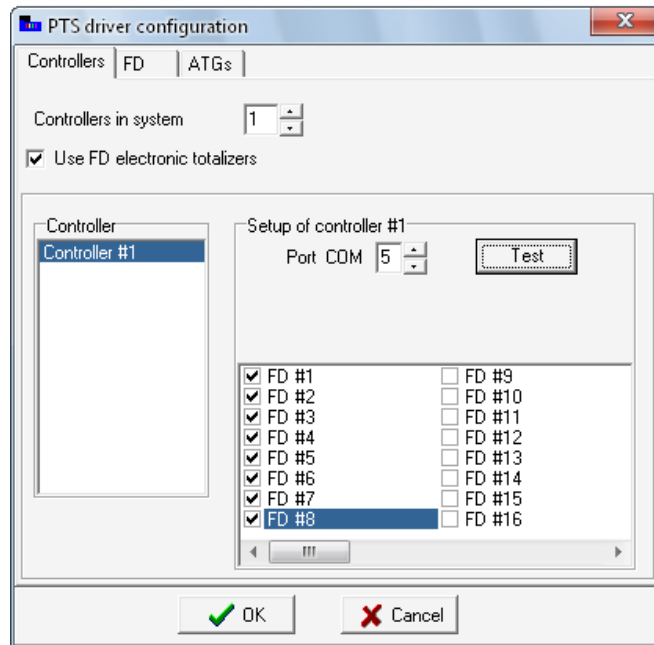 PTS driver configuration
Controllers FD ATGs
Controllers in system 1
Use FD electronic totalizers
Controller
Controller #1
Setup of controller #1
Port COM 5 Test
FD #1 FD #9
FD #2 FD #10
FD #3 FD #11
FD #4 FD #12
FD #5 FD #13
FD #6 FD #14
FD #7 FD #15
FD #8 FD #16
OK Cancel